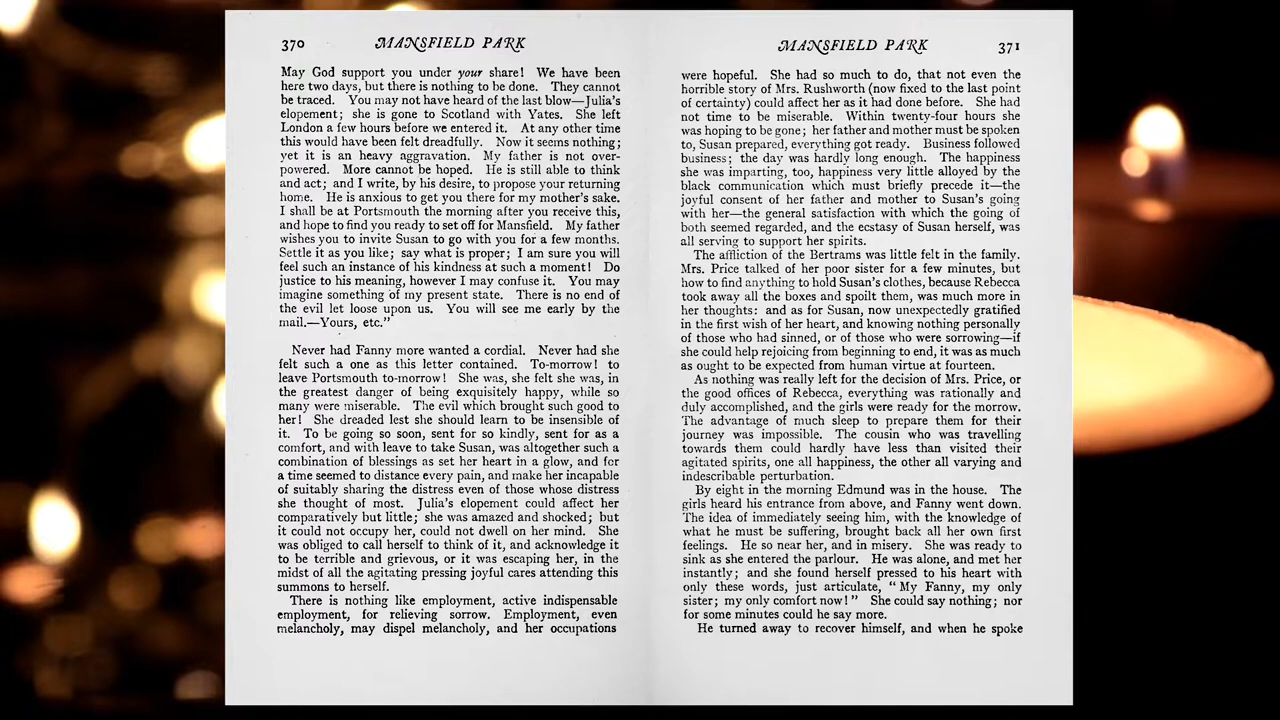 370 MANSFIELD PARK
May God support you under your share! We have been
here two days, but there is nothing to be done. They cannot
be traced. You may not have heard of the last blow—Julia's
elopement; she is gone to Scotland with Yates. She left
London a few hours before we entered it. At any other time
this would have been felt dreadfully. Now it seems nothing;
yet it is an heavy aggravation. My father is not over-
powered. More cannot be hoped. He is still able to think
and act; and I write, by his desire, to propose your returning
home. He is anxious to get you there for my mother's sake.
I shall be at Portsmouth the morning after you receive this,
and hope to find you ready to set off for Mansfield. My father
wishes you to invite Susan to go with you for a few months.
Settle it as you like; say what is proper; I am sure you will
feel such an instance of his kindness at such a moment! Do
justice to his meaning, however I may confuse it. You may
imagine something of my present state. There is no end of
the evil let loose upon us. You will see me early by the
mail.—Yours, etc."
Never had Fanny more wanted a cordial. Never had she
felt such a one as this letter contained. To-morrow! to
leave Portsmouth to-morrow! She was, she felt she was, in
the greatest danger of being exquisitely happy, while so
many were miserable. The evil which brought such good to
her! She dreaded lest she should learn to be insensible of
it. To be going so soon, sent for so kindly, sent for as a
comfort, and with leave to take Susan, was altogether such a
combination of blessings as set her heart in a glow, and for
a time seemed to distance every pain, and make her incapable
of suitably sharing the distress even of those whose distress
she thought of most. Julia's elopement could affect her
comparatively but little; she was amazed and shocked; but
it could not occupy her, could not dwell on her mind. She
was obliged to call herself to think of it, and acknowledge it
to be terrible and grievous, or it was escaping her, in the
midst of all the agitating pressing joyful cares attending this
summons to herself.
There is nothing like employment, active indispensable
employment, for relieving sorrow. Employment, even
melancholy, may dispel melancholy, and her occupations
MANSFIELD PARK 371
were hopeful. She had so much to do, that not even the
horrible story of Mrs. Rushworth (now fixed to the last point
of certainty) could affect her as it had done before. She had
not time to be miserable. Within twenty-four hours she
was hoping to be gone; her father and mother must be spoken
to, Susan prepared, everything got ready. Business followed
business; the day was hardly long enough. The happiness
she was imparting, too, happiness very little alloyed by the
black communication which must briefly precede it—the
joyful consent of her father and mother to Susan's going
with her—the general satisfaction with which the going of
both seemed regarded, and the ecstasy of Susan herself, was
all serving to support her spirits.
The affliction of the Bertrams was little felt in the family.
Mrs. Price talked of her poor sister for a few minutes, but
how to find anything to hold Susan's clothes, because Rebecca
took away all the boxes and spoilt them, was much more in
her thoughts: and as for Susan, now unexpectedly gratified
in the first wish of her heart, and knowing nothing personally
of those who had sinned, or of those who were sorrowing—if
she could help rejoicing from beginning to end, it was as much
as ought to be expected from human virtue at fourteen.
As nothing was really left for the decision of Mrs. Price, or
the good offices of Rebecca, everything was rationally and
duly accomplished, and the girls were ready for the morrow.
The advantage of much sleep to prepare them for their
journey was impossible. The cousin who was travelling
towards them could hardly have less than visited their
agitated spirits, one all happiness, the other all varying and
indescribable perturbation.
By eight in the morning Edmund was in the house. The
girls heard his entrance from above, and Fanny went down.
The idea of immediately seeing him, with the knowledge of
what he must be suffering, brought back all her own first
feelings. He so near her, and in misery. She was ready to
sink as she entered the parlour. He was alone, and met her
instantly; and she found herself pressed to his heart with
only these words, just articulate, "My Fanny, my only
sister; my only comfort now!" She could say nothing; nor
for some minutes could he say more.
He turned away to recover himself, and when he spoke